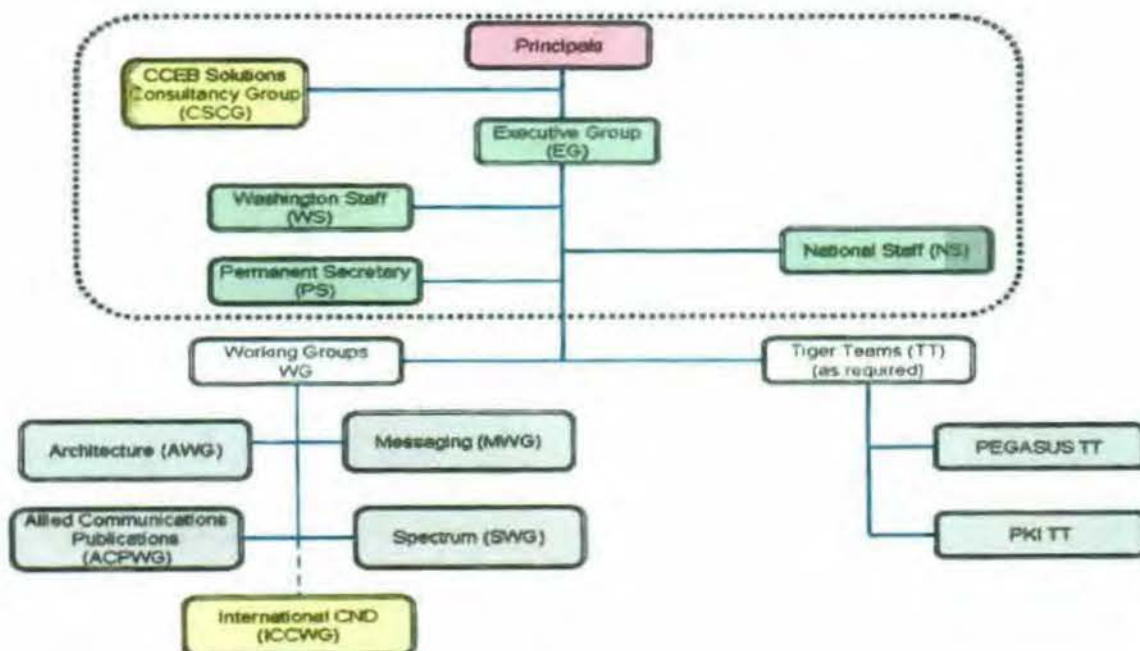 Principals
CCEB Solutions
Consultancy Group
(CSCG)
Executive Group
(EG)
Washington Staff
(WS)
National Staff (NS)
Permanent Secretary
(PS)
Working Groups
WG
Tiger Teams (TT)
(as required)
Architecture (AWG)
Messaging (MWG)
PEGASUS TT
Allied Communications
Publications
(ACPWG)
Spectrum (SWG)
PKI TT
International CND
(ICCWG)